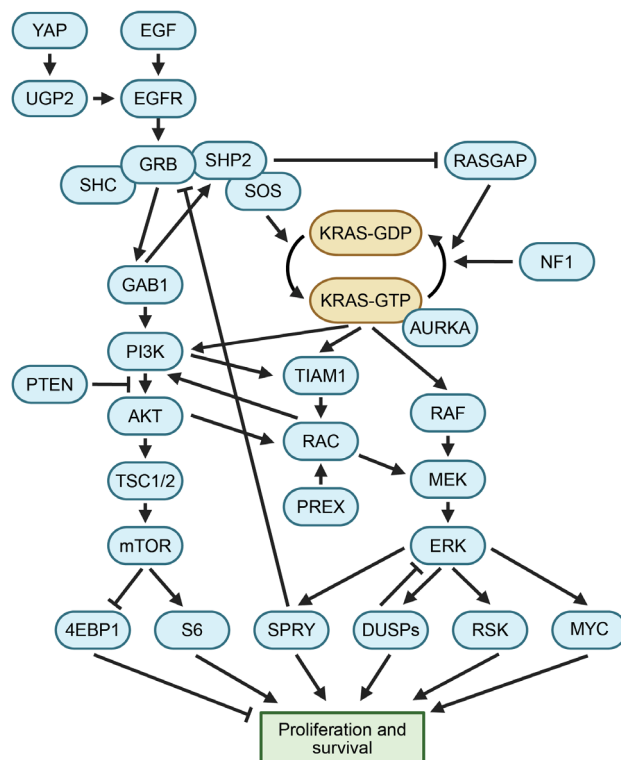 YAP
EGF
UGP2
EGFR
GRB
SHP2
RASGAP
SHC
SOS
KRAS-GDP
NF1
GAB1
KRAS-GTP
AURKA
PI3K
TIAM1
PTEN
AKT
RAF
RAC
TSC1/2
MEK
PREX
mTOR
ERK
4EBP1
S6
SPRY
DUSPs
RSK
MYC
Proliferation and
survival